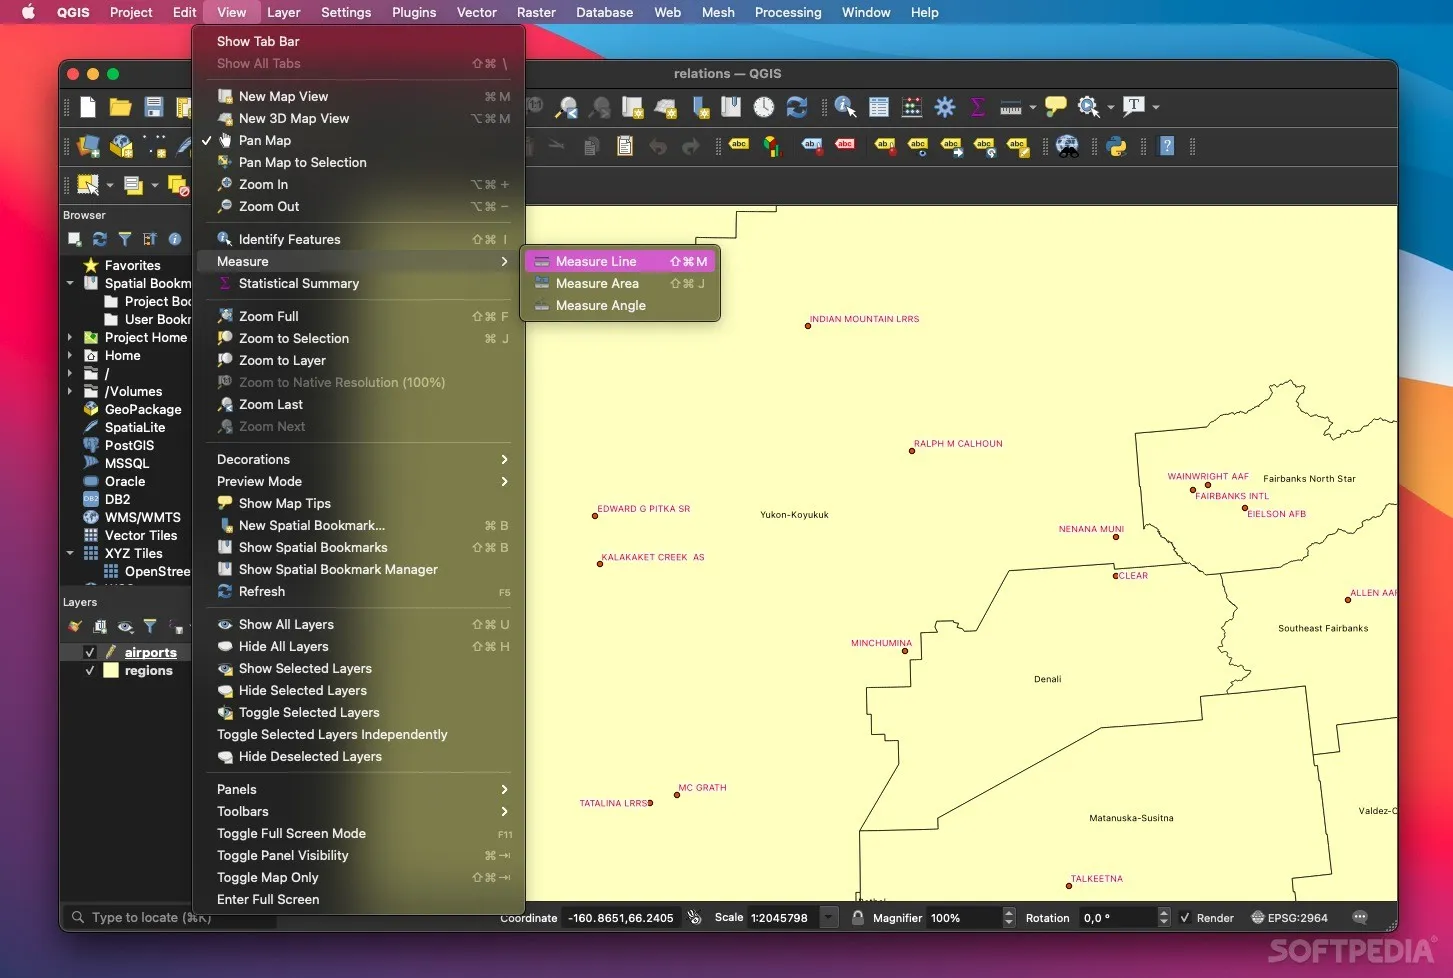 QGIS Project Edit View Layer Settings Plugins Vector Raster Database Web Mesh Processing Window Help
relations — QGIS
Show Tab Bar
Show All Tabs ⇧⌘ \
New Map View ⌘ M
New 3D Map View ⌥⌘ M
✓ Pan Map
Pan Map to Selection
Zoom In ⌥⌘ +
Zoom Out ⌥⌘ −
Identify Features ⇧⌘ I
Measure >
Statistical Summary
Zoom Full ⇧⌘ F
Zoom to Selection ⌘ J
Zoom to Layer
Zoom to Native Resolution (100%)
Zoom Last
Zoom Next
Decorations >
Preview Mode >
Show Map Tips
New Spatial Bookmark... ⌘ B
Show Spatial Bookmarks ⇧⌘ B
Show Spatial Bookmark Manager
Refresh F5
Show All Layers ⇧⌘ U
Hide All Layers ⇧⌘ H
Show Selected Layers
Hide Selected Layers
Toggle Selected Layers
Toggle Selected Layers Independently
Hide Deselected Layers
Panels >
Toolbars >
Toggle Full Screen Mode F11
Toggle Panel Visibility ⌘⇥
Toggle Map Only ⇧⌘⇥
Enter Full Screen
Measure Line ⇧⌘M
Measure Area ⇧⌘ J
Measure Angle
Browser
Favorites
Spatial Bookm
Project Boo
User Bookr
Project Home
Home
/
/Volumes
GeoPackage
SpatiaLite
PostGIS
MSSQL
Oracle
DB2 DB2
WMS/WMTS
Vector Tiles
XYZ Tiles
OpenStree
Layers
airports
regions
abc
ab
abc
ab
abc
abc
abc
abc
T
?
INDIAN MOUNTAIN LRRS
RALPH M CALHOUN
WAINWRIGHT AAF
Fairbanks North Star
FAIRBANKS INTL
EDWARD G PITKA SR
Yukon-Koyukuk
EIELSON AFB
NENANA MUNI
KALAKAKET CREEK AS
CLEAR
ALLEN AAF
Southeast Fairbanks
MINCHUMINA
Denali
MC GRATH
TATALINA LRRS
Matanuska-Susitna
Valdez-C
TALKEETNA
Bethel
Type to locate (⌘K)
Coordinate -160.8651,66.2405 Scale 1:2045798 Magnifier 100% Rotation 0,0 ° ✓ Render EPSG:2964
SOFTPEDIA®